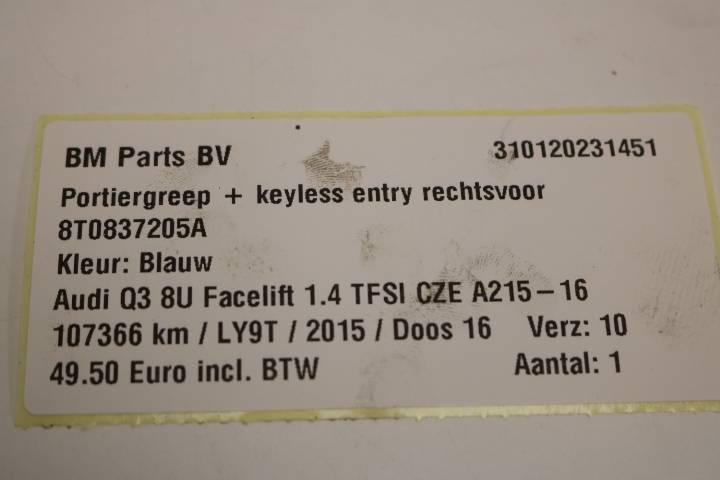 BM Parts BV 310120231451
Portiergreep + keyless entry rechtsvoor
8T0837205A
Kleur: Blauw
Audi Q3 8U Facelift 1.4 TFSI CZE A215-16
107366 km / LY9T / 2015 / Doos 16 Verz: 10
49.50 Euro incl. BTW Aantal: 1